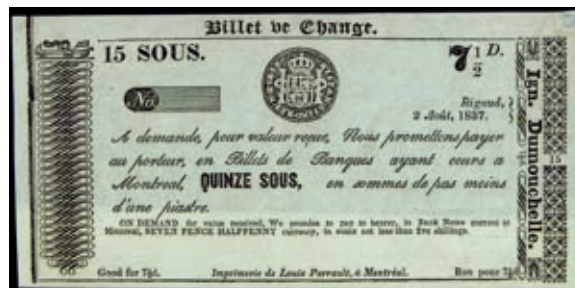 Billet de Change.
15 SOUS.
7 1/2 D.
No
Rigaud,
2 Août, 1837.
A demande, pour valeur reçue, Nous promettons payer
au porteur, en Billets de Banques ayant cours a
Montreal, QUINZE SOUS, en sommes de pas moins
d'une piastre.
ON DEMAND for value received, We promise to pay to bearer, in Bank Notes current in
Montreal, SEVEN PENCE HALFPENNY currency, in sums not less than five shillings.
Good for 7½d. Imprimerie de Louis Perrault, à Montréal. Bon pour 7½d
Ign. Dumouchelle.
15